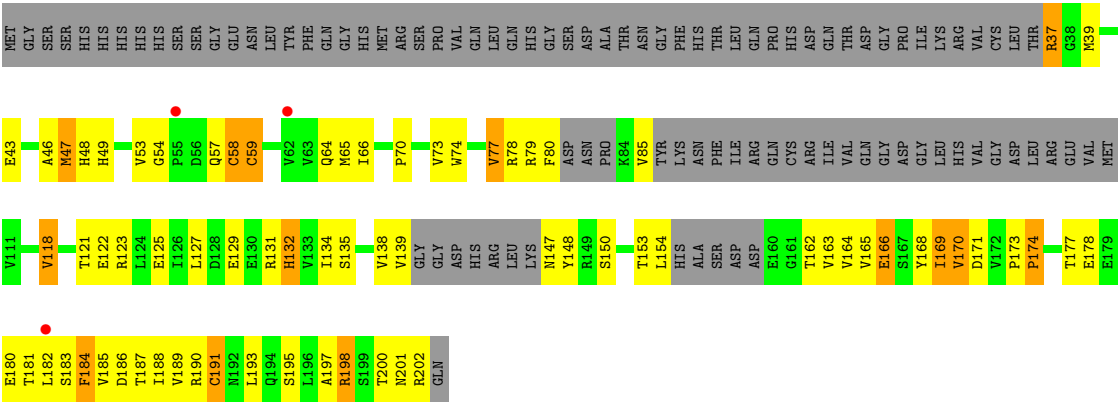 MET GLY SER SER HIS HIS HIS HIS HIS HIS SER SER GLY GLU ASN LEU TYR PHE GLN GLY HIS MET ARG SER PRO VAL GLN LEU GLN HIS GLY SER ASP ALA THR ASN GLY PHE HIS THR LEU GLN PRO HIS ASP GLN THR ASP GLY PRO ILE LYS ARG VAL CYS LEU THR R37 G38 M39
E43 A46 M47 H48 H49 V53 G54 P55 D56 Q57 C58 C59 V62 V63 Q64 M65 I66 P70 V73 W74 V77 R78 R79 F80 ASP ASN PRO K84 V85 TYR LYS ASN PHE ILE ARG GLN CYS ARG ILE VAL GLN GLY ASP GLY LEU HIS VAL GLY ASP LEU ARG GLU VAL MET
V111 V118 T121 E122 R123 L124 E125 I126 L127 D128 E129 E130 R131 H132 V133 I134 S135 V138 V139 GLY GLY ASP HIS ARG LEU LYS N147 Y148 R149 S150 T153 L154 HIS ALA SER ASP ASP E160 G161 T162 V163 V164 V165 E166 S167 Y168 I169 V170 D171 V172 P173 P174 T177 E178 E179
E180 T181 L182 S183 F184 V185 D186 T187 I188 V189 R190 C191 N192 L193 Q194 S195 L196 A197 R198 S199 T200 N201 R202 GLN